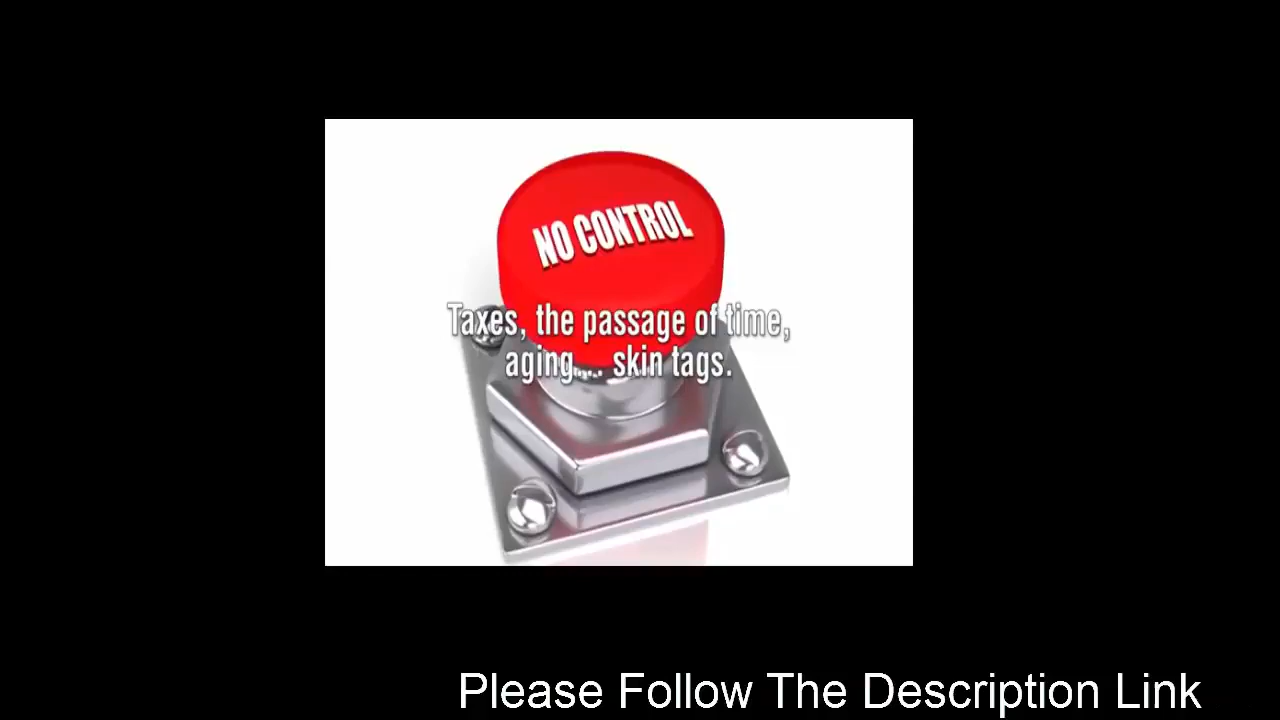 NO CONTROL
Taxes, the passage of time,
aging... skin tags.
Please Follow The Description Link